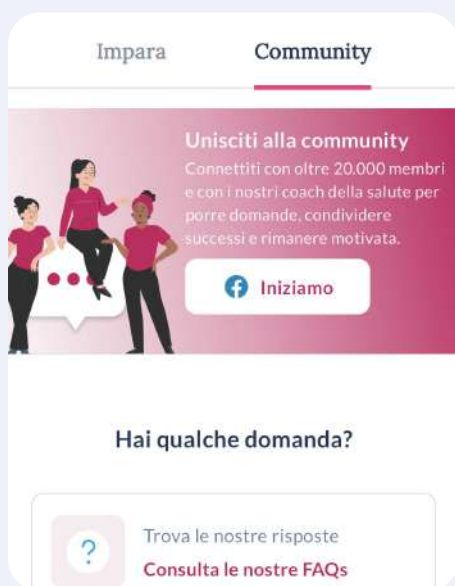 Impara
Community
Unisciti alla community
Connettiti con oltre 20.000 membri
e con i nostri coach della salute per
porre domande, condividere
successi e rimanere motivata.
Iniziamo
Hai qualche domanda?
Trova le nostre risposte
Consulta le nostre FAQs